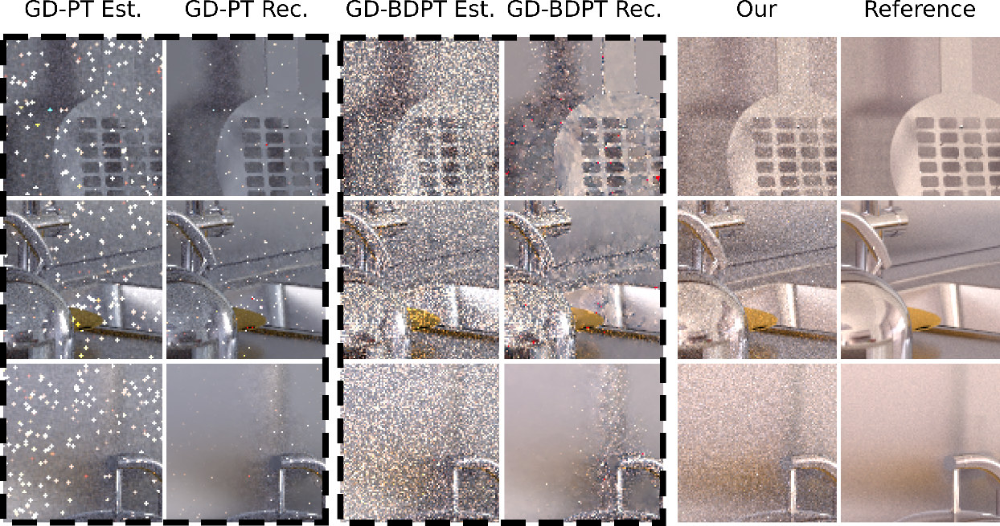 GD-PT Est. GD-PT Rec. GD-BDPT Est. GD-BDPT Rec. Our Reference